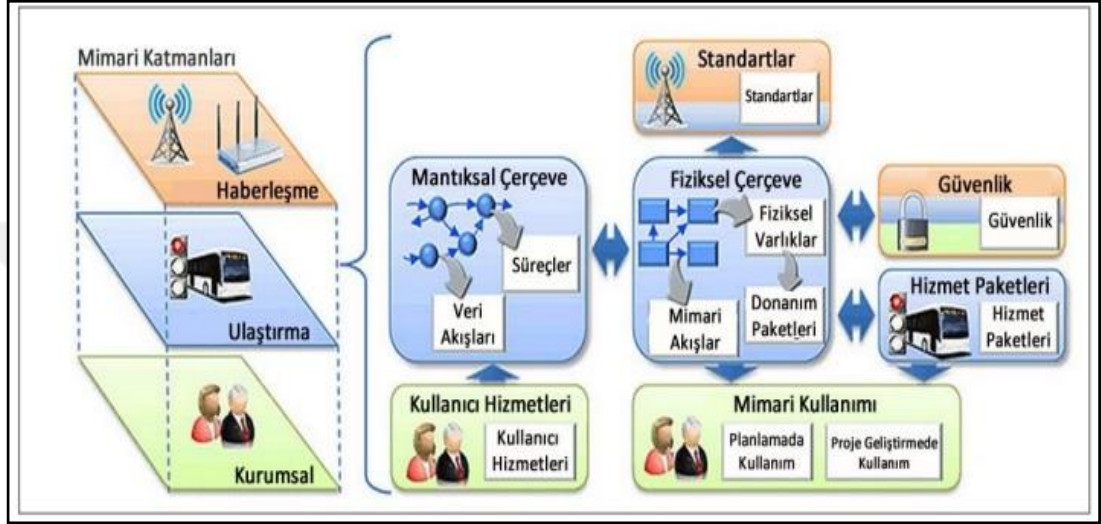 Mimari Katmanları
Haberleşme
Ulaştırma
Kurumsal
Mantıksal Çerçeve
Süreçler
Veri
Akışları
Kullanıcı Hizmetleri
Kullanıcı
Hizmetleri
Standartlar
Standartlar
Fiziksel Çerçeve
Fiziksel
Varlıklar
Mimari
Akışlar
Donanım
Paketleri
Güvenlik
Güvenlik
Hizmet Paketleri
Hizmet
Paketleri
Mimari Kullanımı
Planlamada
Kullanım
Proje Geliştirmede
Kullanım